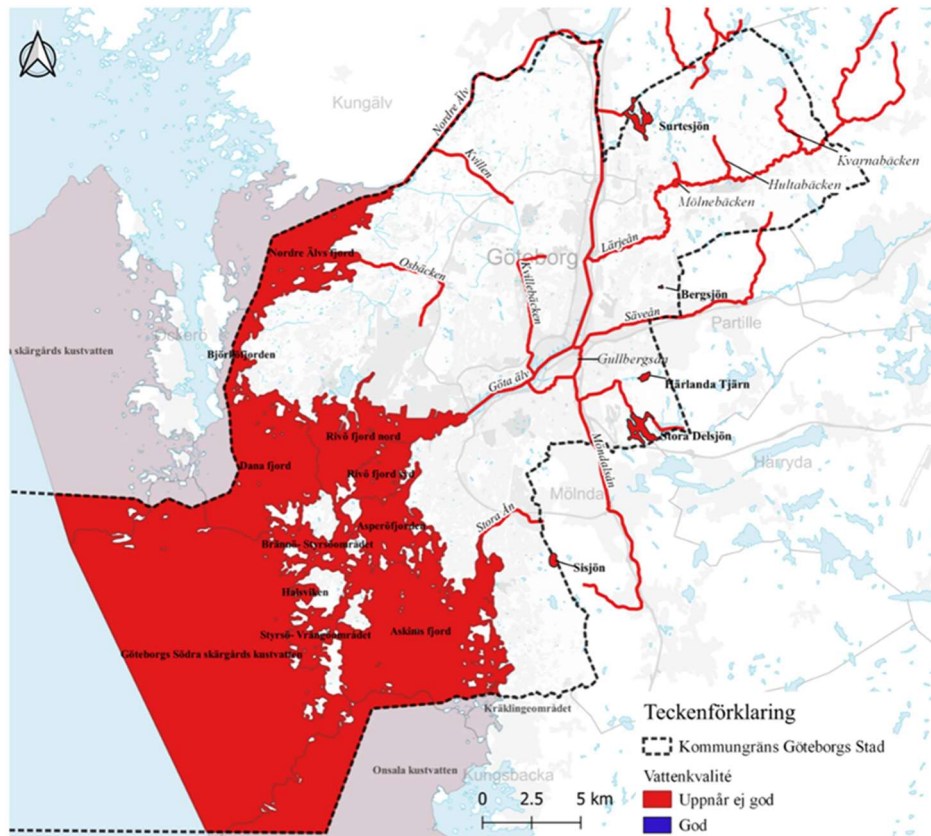 N
Kungälv
Nordre Älv
Kvillen
Surtesjön
Kvarnabäcken
Hultabäcken
Mölnebäcken
Lärjeån
Göteborg
Nordre Älvs fjord
Osbäcken
Kvillebäcken
Bergsjön
Säveån
Partille
Öckerö
skärgårds kustvatten
Björköfjorden
Gullbergsån
Göta älv
Härlanda Tjärn
Stora Delsjön
Rivö fjord nord
Dana fjord
Rivö fjord syd
Mölndalsån
Härryda
Mölndal
Stora Ån
Asperöfjorden
Brännö- Styrsöområdet
Sisjön
Halsviken
Askims fjord
Styrsö- Vrångöområdet
Göteborgs Södra skärgårds kustvatten
Kräklingeområdet
Onsala kustvatten
Kungsbacka
0 2.5 5 km
Teckenförklaring
Kommungräns Göteborgs Stad
Vattenkvalité
Uppnår ej god
God